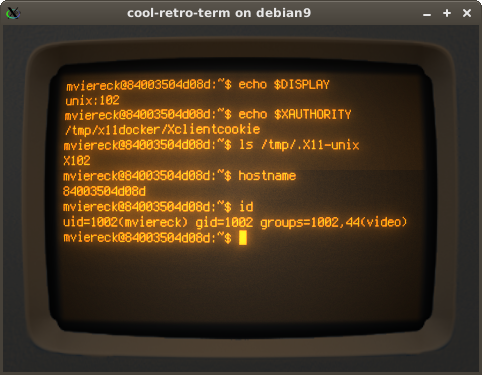 cool-retro-term on debian9
mviereck@84003504d08d:~$ echo $DISPLAY
unix:102
mviereck@84003504d08d:~$ echo $XAUTHORITY
/tmp/x11docker/Xclientcookie
mviereck@84003504d08d:~$ ls /tmp/.X11-unix
X102
mviereck@84003504d08d:~$ hostname
84003504d08d
mviereck@84003504d08d:~$ id
uid=1002(mviereck) gid=1002 groups=1002,44(video)
mviereck@84003504d08d:~$